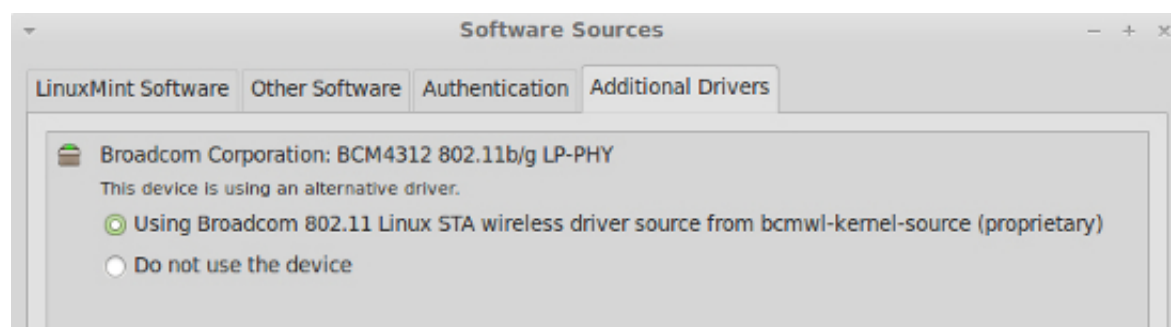 Software Sources
LinuxMint Software Other Software Authentication Additional Drivers
Broadcom Corporation: BCM4312 802.11b/g LP-PHY
This device is using an alternative driver.
Using Broadcom 802.11 Linux STA wireless driver source from bcmwl-kernel-source (proprietary)
Do not use the device